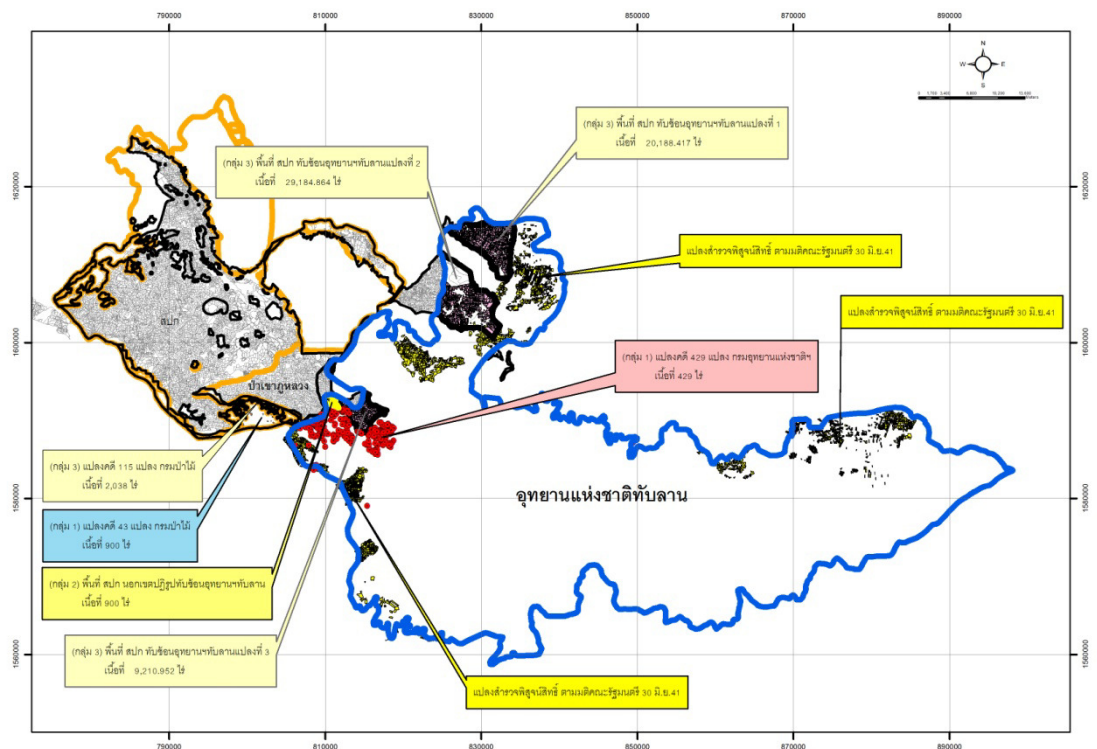 790000 810000 830000 850000 870000 890000
N
W E
S
Meters
(กลุ่ม 3) พื้นที่ สปก ทับซ้อนอุทยานฯทับลานแปลงที่ 1
เนื้อที่ 20,188.417 ไร่
(กลุ่ม 3) พื้นที่ สปก ทับซ้อนอุทยานฯทับลานแปลงที่ 2
เนื้อที่ 29,184.864 ไร่
1620000 1620000
แปลงสำรวจพิสูจน์สิทธิ์ ตามมติคณะรัฐมนตรี 30 มิ.ย.41
แปลงสำรวจพิสูจน์สิทธิ์ ตามมติคณะรัฐมนตรี 30 มิ.ย.41
สปก
1600000 1600000
(กลุ่ม 1) แปลงคดี 429 แปลง กรมอุทยานแห่งชาติฯ
เนื้อที่ 429 ไร่
ป่าเขาภูหลวง
(กลุ่ม 3) แปลงคดี 115 แปลง กรมป่าไม้
เนื้อที่ 2,038 ไร่
อุทยานแห่งชาติทับลาน
1580000 1580000
(กลุ่ม 1) แปลงคดี 43 แปลง กรมป่าไม้
เนื้อที่ 900 ไร่
(กลุ่ม 2) พื้นที่ สปก นอกเขตปฏิรูปทับซ้อนอุทยานฯทับลาน
เนื้อที่ 900 ไร่
(กลุ่ม 3) พื้นที่ สปก ทับซ้อนอุทยานฯทับลานแปลงที่ 3
เนื้อที่ 9,210.952 ไร่
1560000 1560000
แปลงสำรวจพิสูจน์สิทธิ์ ตามมติคณะรัฐมนตรี 30 มิ.ย.41
790000 810000 830000 850000 870000 890000